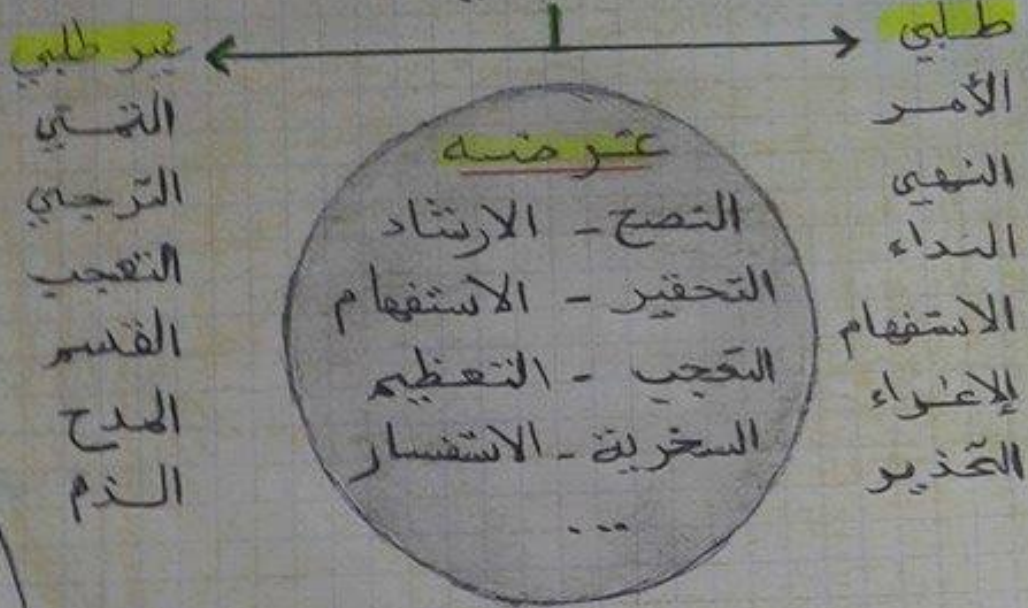 طلبي
الأمر
النهي
النداء
الاستفهام
الإغراء
التحذير
غرضه
النصح - الارشاد
التحقير - الاستفهام
التعجب - التعظيم
السخرية - الاستفسار
...
غير طلبي
التمني
الترجي
التعجب
القسم
المدح
الذم